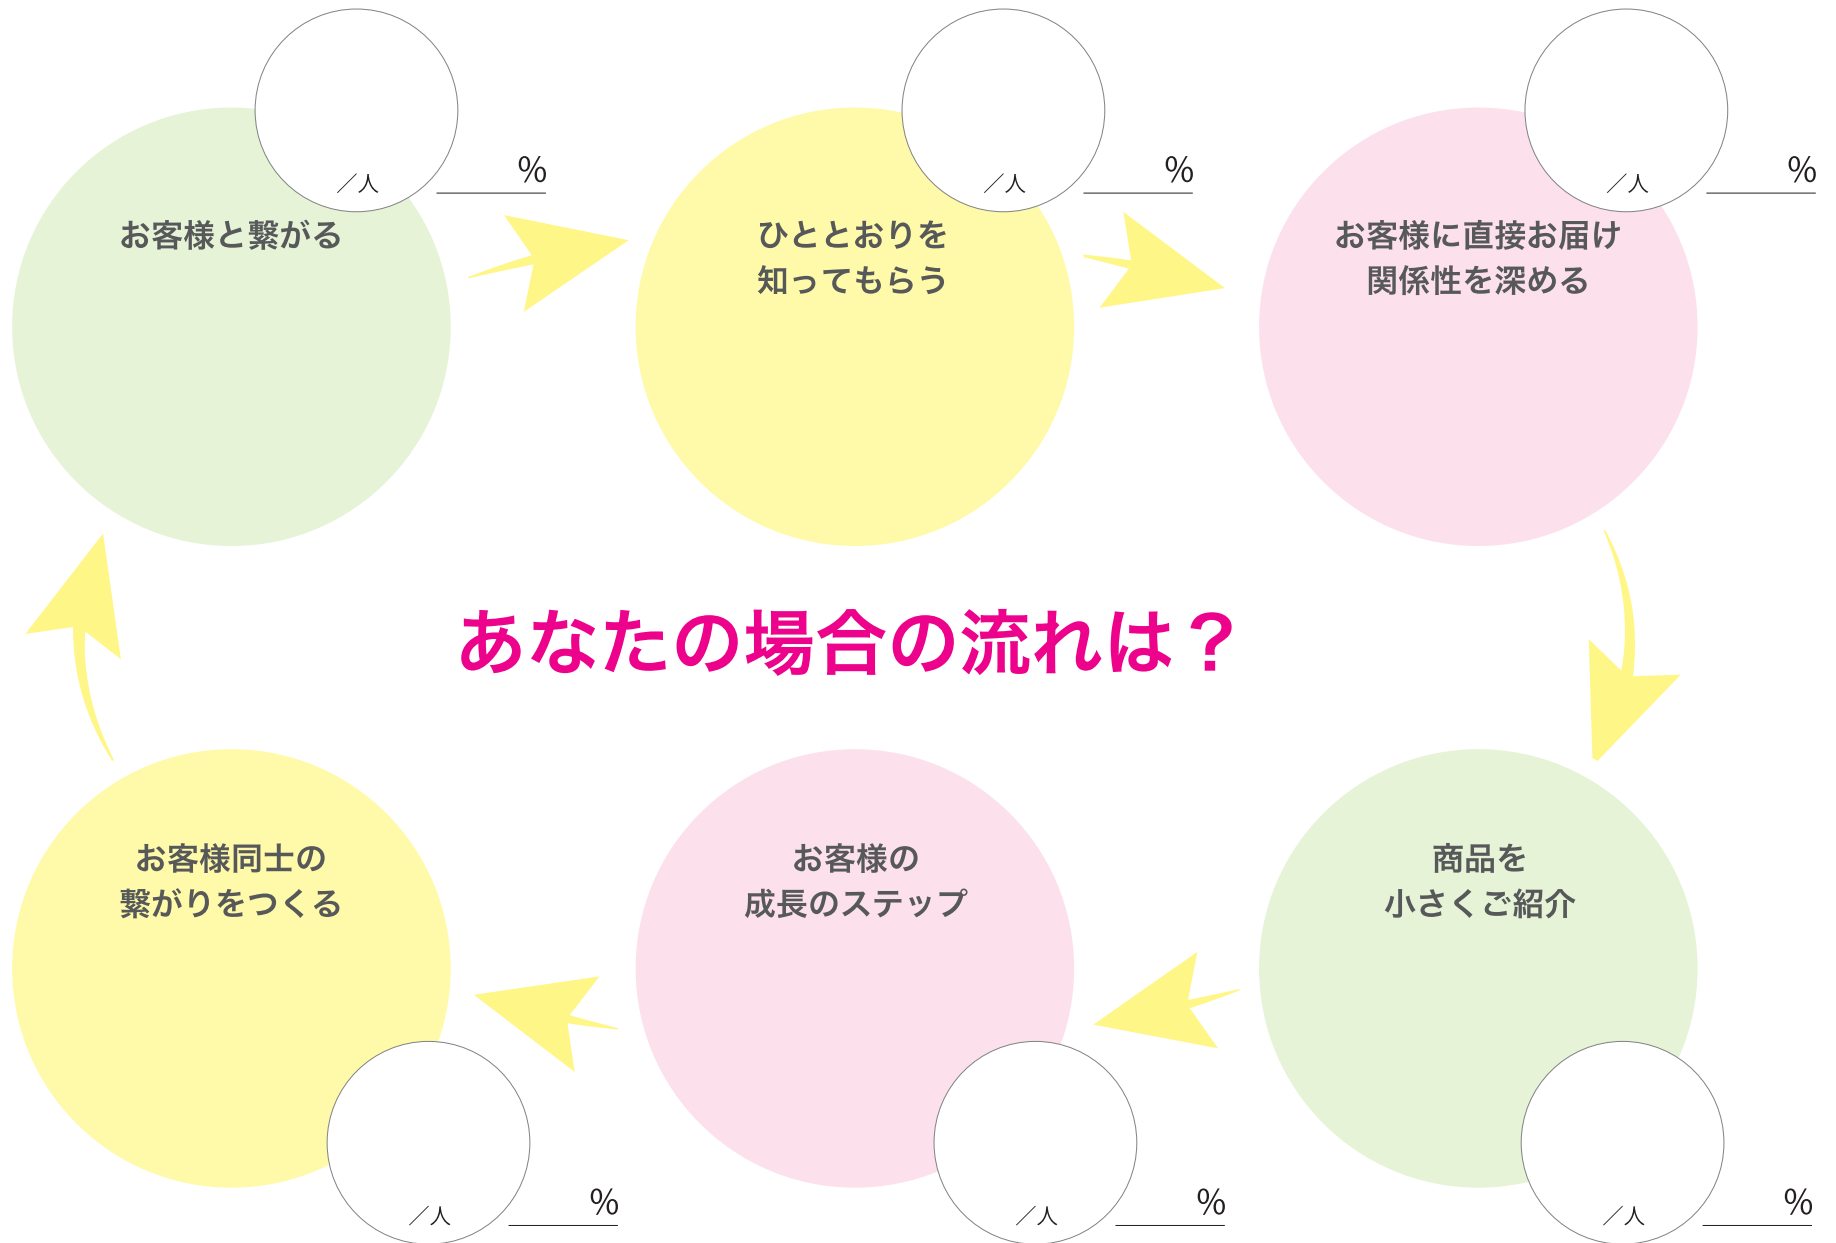 ／人
％
お客様と繋がる
／人
％
ひととおりを
知ってもらう
／人
％
お客様に直接お届け
関係性を深める
あなたの場合の流れは？
お客様同士の
繋がりをつくる
／人
％
お客様の
成長のステップ
／人
％
商品を
小さくご紹介
／人
％